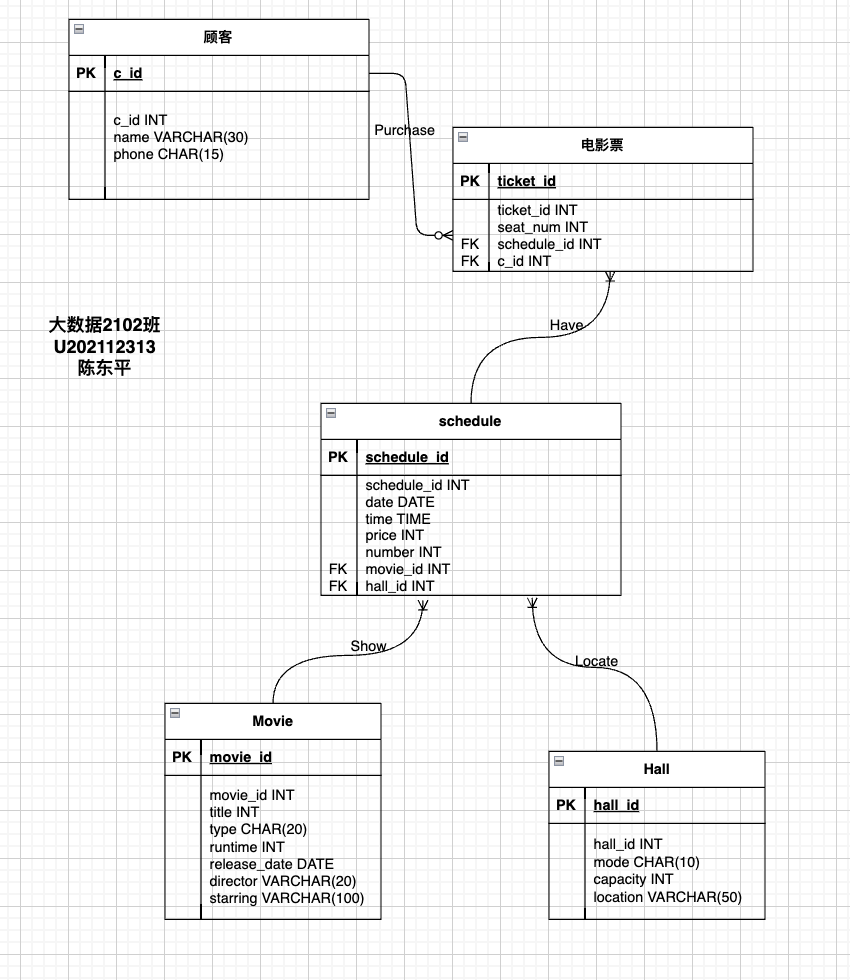 顾客
PK c_id
c_id INT
name VARCHAR(30)
phone CHAR(15)
Purchase
电影票
PK ticket_id
ticket_id INT
seat_num INT
FK schedule_id INT
FK c_id INT
Have
大数据2102班
U202112313
陈东平
schedule
PK schedule_id
schedule_id INT
date DATE
time TIME
price INT
number INT
FK movie_id INT
FK hall_id INT
Show
Locate
Movie
PK movie_id
movie_id INT
title INT
type CHAR(20)
runtime INT
release_date DATE
director VARCHAR(20)
starring VARCHAR(100)
Hall
PK hall_id
hall_id INT
mode CHAR(10)
capacity INT
location VARCHAR(50)